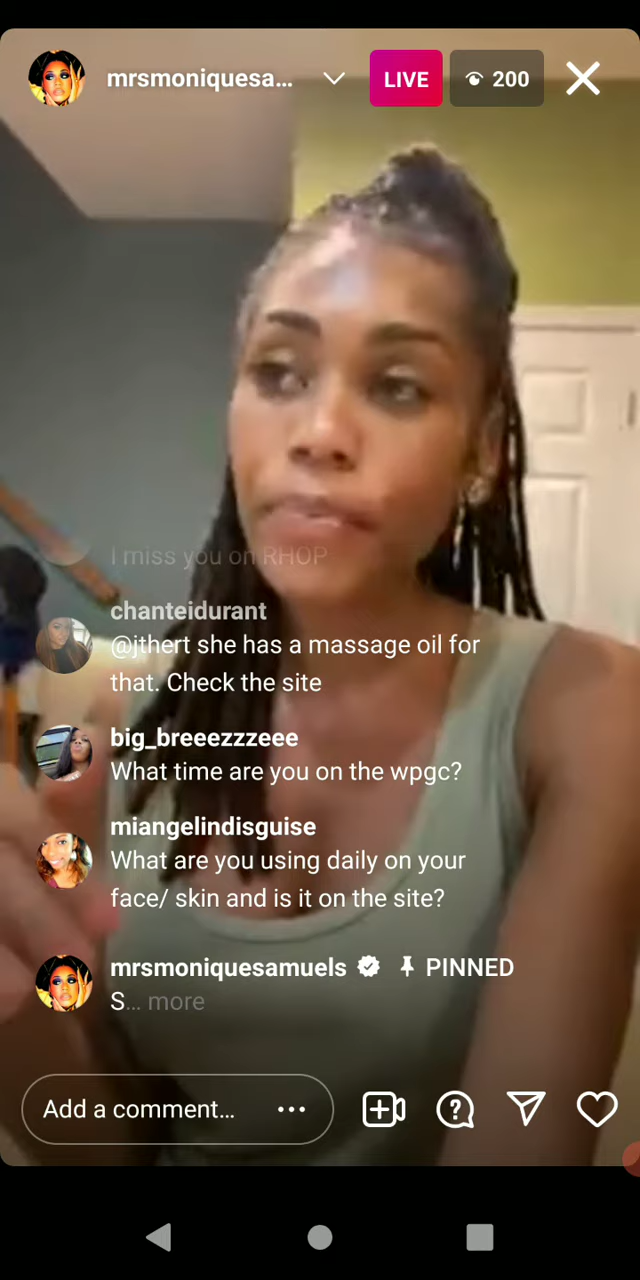 mrsmoniquesa...
LIVE
200
I miss you on RHOP
chanteidurant
@jthert she has a massage oil for
that. Check the site
big_breeezzzeee
What time are you on the wpgc?
miangelindisguise
What are you using daily on your
face/ skin and is it on the site?
mrsmoniquesamuels PINNED
S... more
Add a comment...